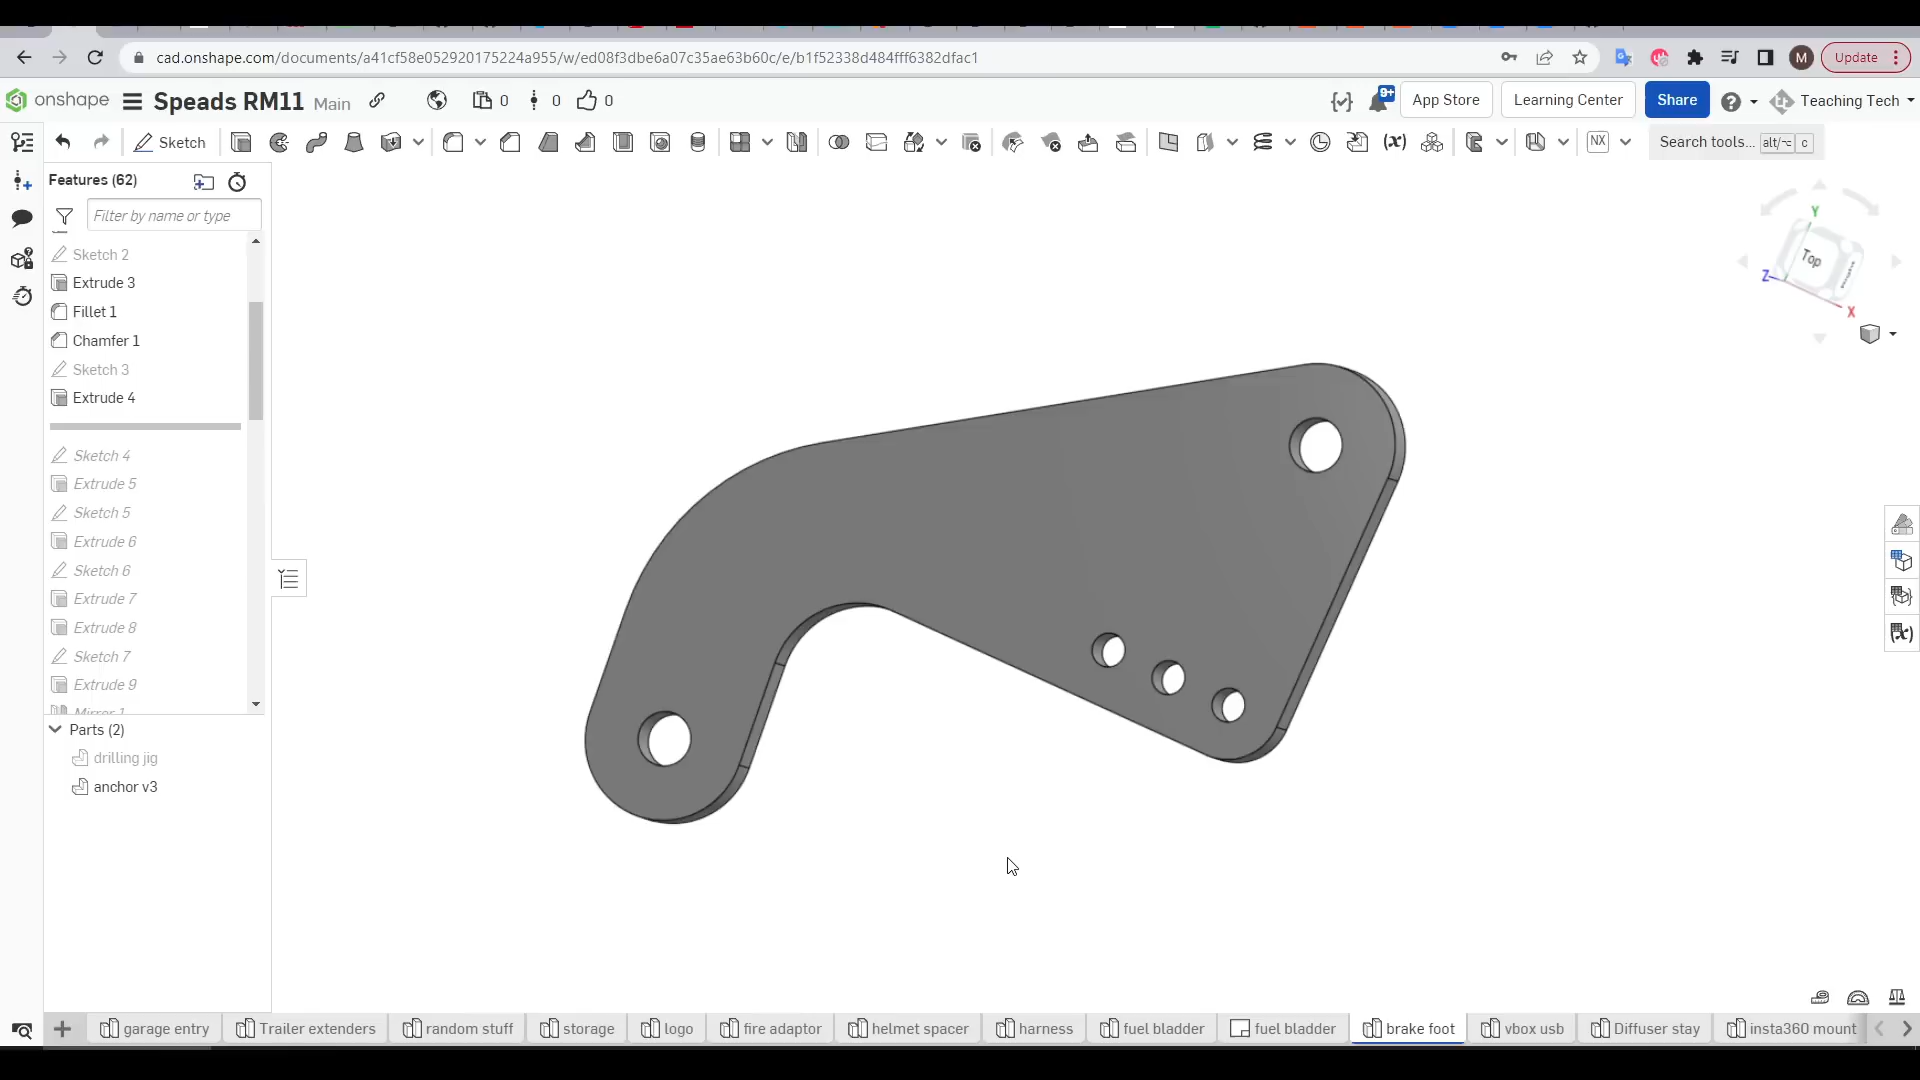 cad.onshape.com/documents/a41cf58e052920175224a955/w/ed08f3dbe6a07c35ae63b60c/e/b1f52338d484fff6382dfac1
M
Update
onshape
Speads RM11 Main
0
0
0
9+
App Store
Learning Center
Share
Teaching Tech
Sketch
(x)
NX
Search tools... alt/⌥ c
Features (62)
Filter by name or type
Sketch 2
Extrude 3
Fillet 1
Chamfer 1
Sketch 3
Extrude 4
Sketch 4
Extrude 5
Sketch 5
Extrude 6
Sketch 6
Extrude 7
Extrude 8
Sketch 7
Extrude 9
Mirror 1
Parts (2)
drilling jig
anchor v3
Y
Top
Z
X
garage entry
Trailer extenders
random stuff
storage
logo
fire adaptor
helmet spacer
harness
fuel bladder
fuel bladder
brake foot
vbox usb
Diffuser stay
insta360 mount